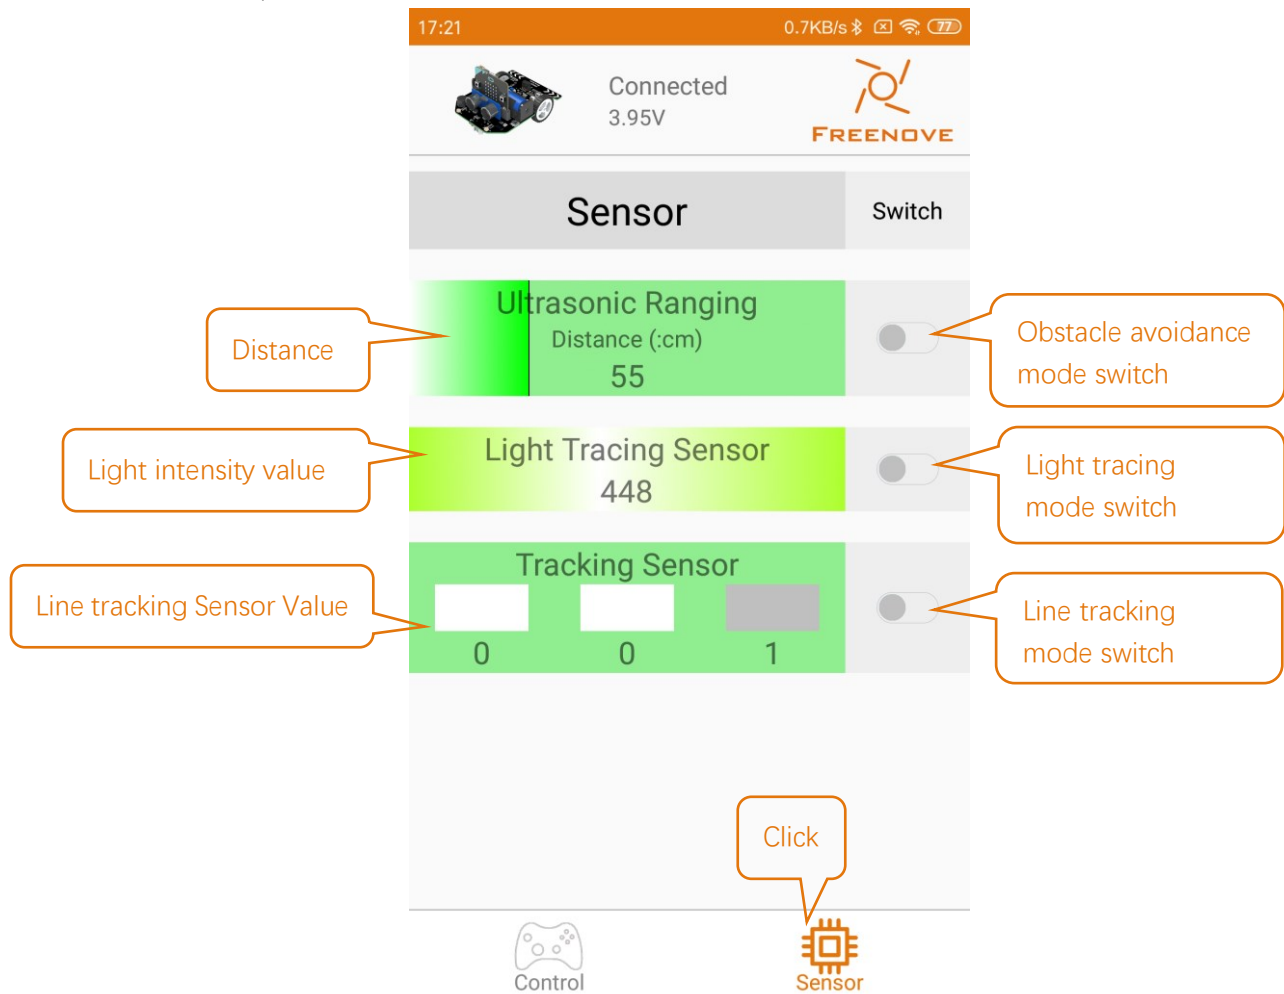 17:21
0.7KB/s
77
Connected
3.95V
FREENOVE
Sensor
Switch
Ultrasonic Ranging
Distance (:cm)
55
Distance
Obstacle avoidance
mode switch
Light Tracing Sensor
448
Light intensity value
Light tracing
mode switch
Tracking Sensor
0 0 1
Line tracking Sensor Value
Line tracking
mode switch
Click
Control
Sensor